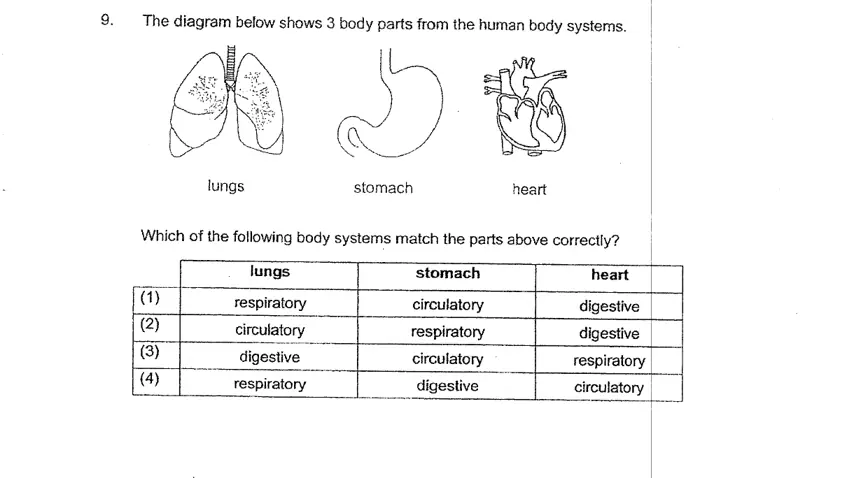 9. The diagram below shows 3 body parts from the human body systems.
lungs stomach heart
Which of the following body systems match the parts above correctly?
lungs stomach heart
(1) respiratory circulatory digestive
(2) circulatory respiratory digestive
(3) digestive circulatory respiratory
(4) respiratory digestive circulatory